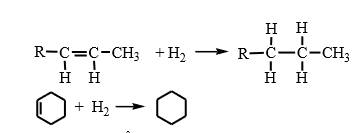 H H
R—C=C—CH₃ + H₂ ⟶ R—C—C—CH₃
H H H H
+ H₂ ⟶